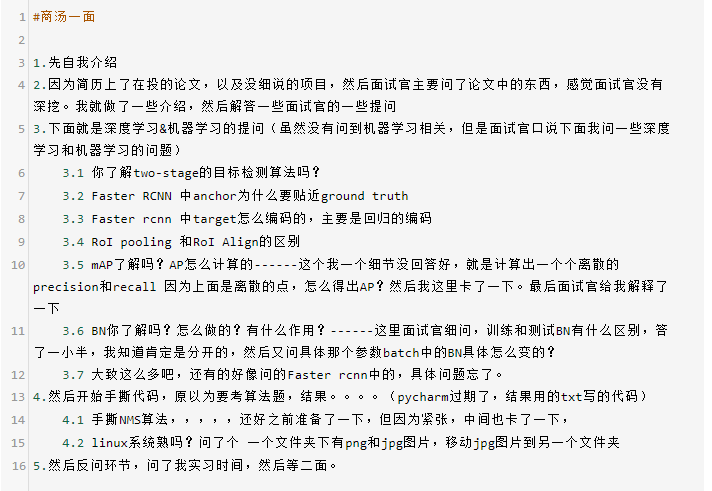 1 #商汤一面
2
3 1.先自我介绍
4 2.因为简历上了在投的论文，以及没细说的项目，然后面试官主要问了论文中的东西，感觉面试官没有
深挖。我就做了一些介绍，然后解答一些面试官的一些提问
5 3.下面就是深度学习&机器学习的提问（虽然没有问到机器学习相关，但是面试官口说下面我问一些深度
学习和机器学习的问题）
6 3.1 你了解two-stage的目标检测算法吗？
7 3.2 Faster RCNN 中anchor为什么要贴近ground truth
8 3.3 Faster rcnn 中target怎么编码的，主要是回归的编码
9 3.4 RoI pooling 和RoI Align的区别
10 3.5 mAP了解吗？AP怎么计算的------这个我一个细节没回答好，就是计算出一个个离散的
precision和recall 因为上面是离散的点，怎么得出AP？然后我这里卡了一下。最后面试官给我解释了
一下
11 3.6 BN你了解吗？怎么做的？有什么作用？------这里面试官细问，训练和测试BN有什么区别，答
了一小半，我知道肯定是分开的，然后又问具体那个参数batch中的BN具体怎么变的？
12 3.7 大致这么多吧，还有的好像问的Faster rcnn中的，具体问题忘了。
13 4.然后开始手撕代码，原以为要考算法题，结果。。。。（pycharm过期了，结果用的txt写的代码）
14 4.1 手撕NMS算法，，，，，还好之前准备了一下，但因为紧张，中间也卡了一下，
15 4.2 linux系统熟吗？问了个 一个文件夹下有png和jpg图片，移动jpg图片到另一个文件夹
16 5.然后反问环节，问了我实习时间，然后等二面。